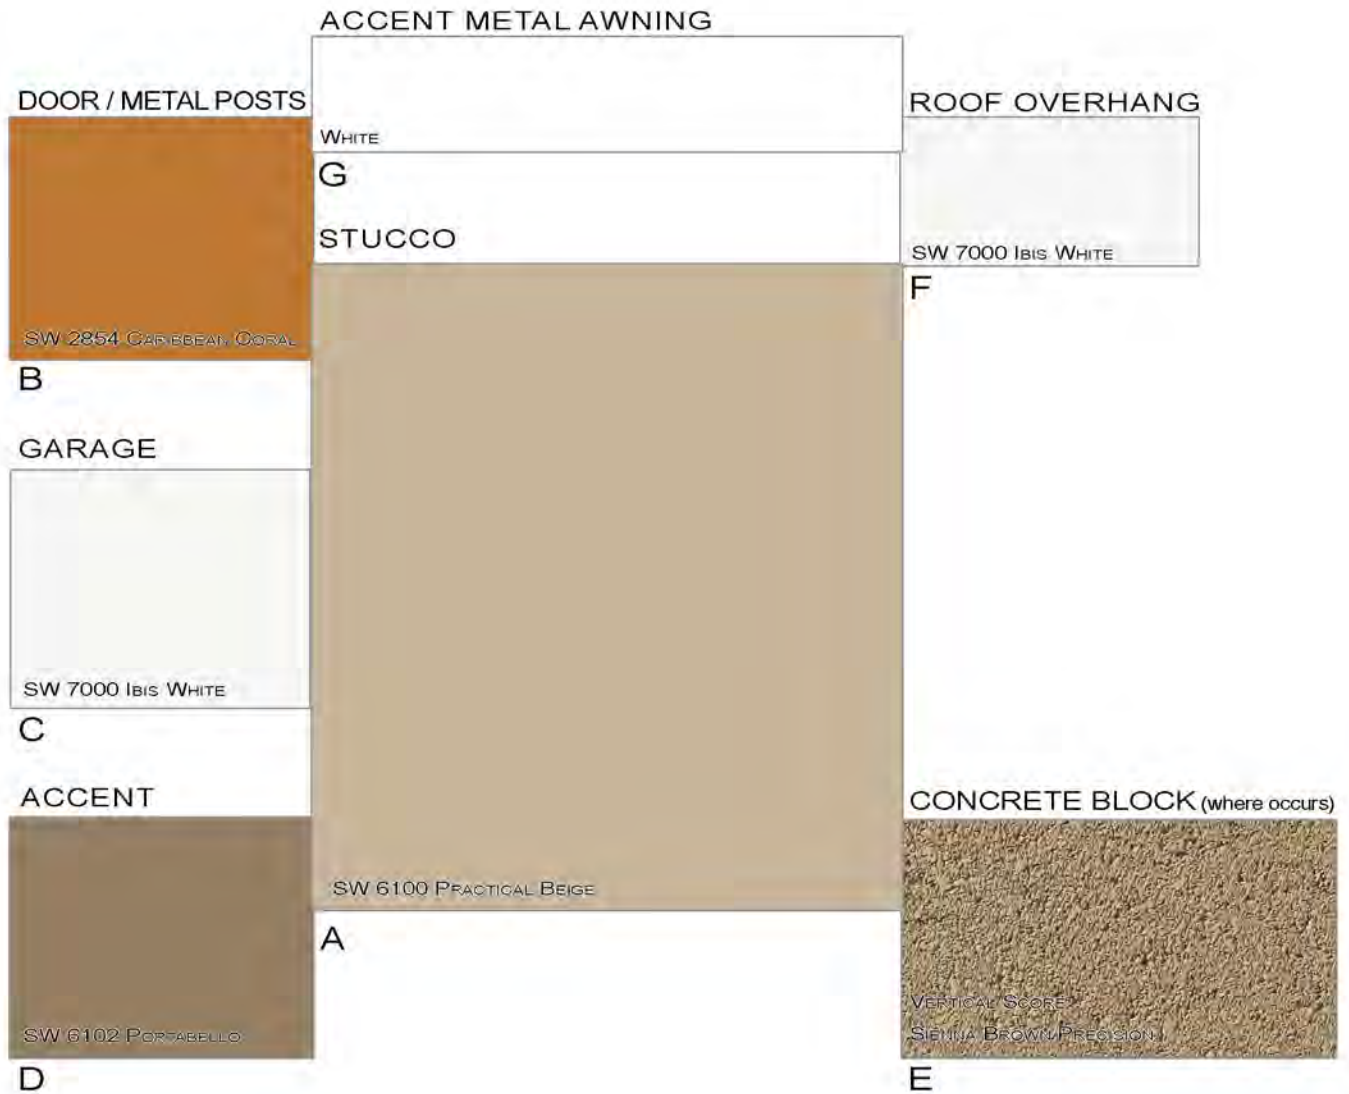 ACCENT METAL AWNING
WHITE
G
DOOR / METAL POSTS
SW 2854 CARIBBEAN CORAL
B
ROOF OVERHANG
SW 7000 IBIS WHITE
F
STUCCO
SW 6100 PRACTICAL BEIGE
A
GARAGE
SW 7000 IBIS WHITE
C
ACCENT
SW 6102 PORTABELLO
D
CONCRETE BLOCK (where occurs)
VERTICAL SCORE
SIENNA BROWN PRECISION
E